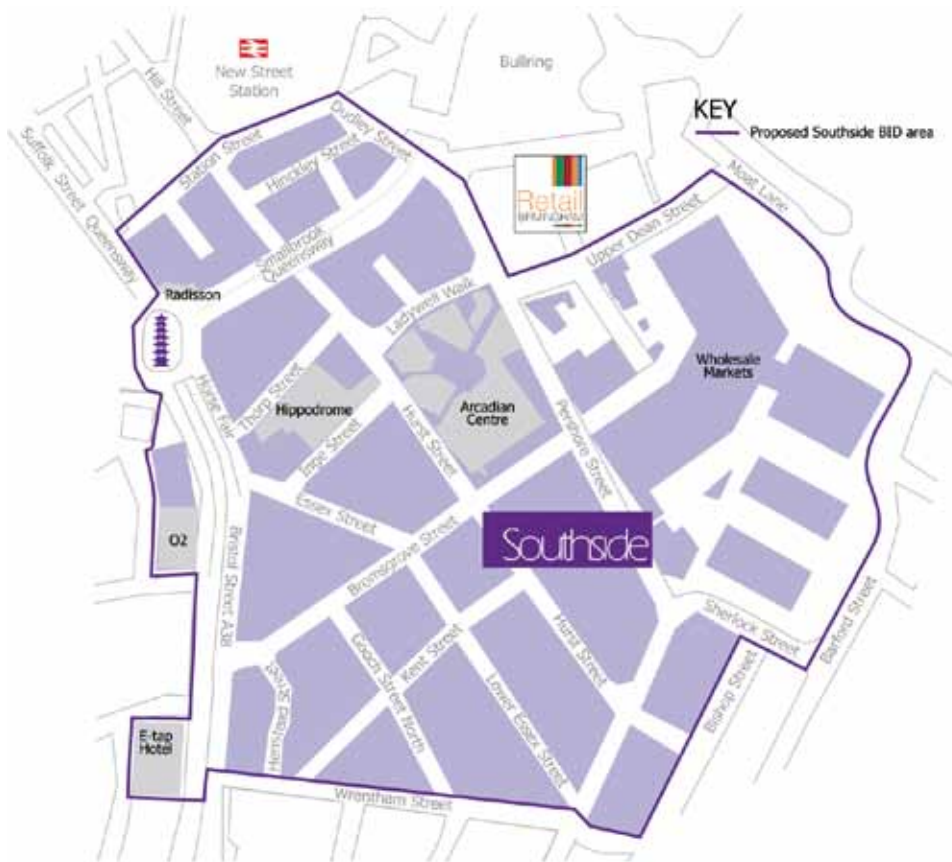 New Street
Station
Bullring
KEY
Proposed Southside BID area
Hill Street
Suffolk Street Queensway
Station Street
Dudley Street
Hinckley Street
Smallbrook
Queensway
Retail
BIRMINGHAM
Moat Lane
Upper Dean Street
Radisson
Ladywell Walk
Wholesale
Markets
Horse Fair
Thorp Street
Hippodrome
Arcadian
Centre
Inge Street
Hurst Street
Pershore Street
Essex Street
O2
Bristol Street A38
Bromsgrove Street
Southside
Sherlock Street
Barford Street
Hurst Street
Kent Street
Gooch Street North
Lower Essex Street
Henstead Street
Bishop Street
E-tap
Hotel
Wrentham Street